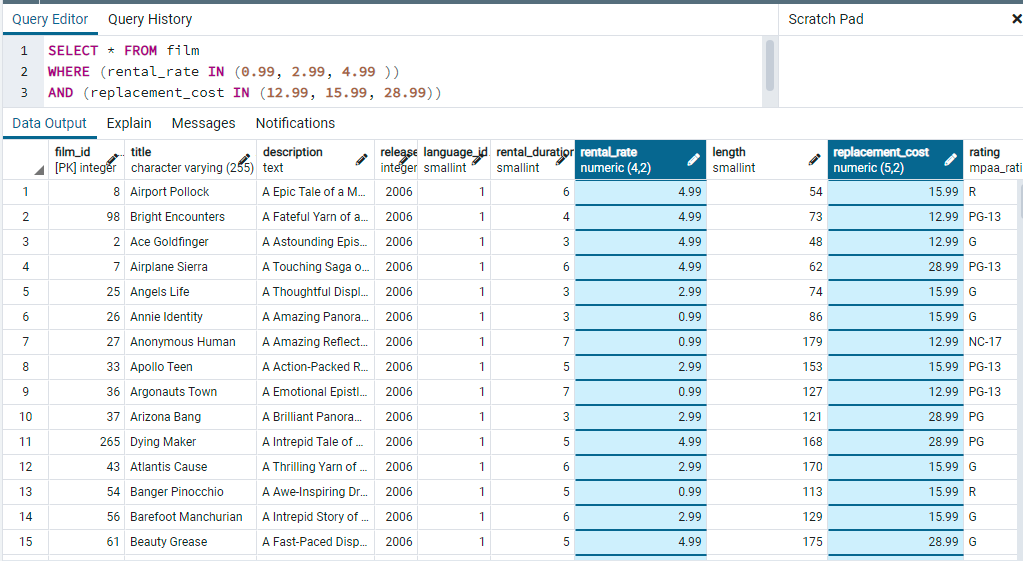 Query Editor Query History Scratch Pad ✕
1 SELECT * FROM film
2 WHERE (rental_rate IN (0.99, 2.99, 4.99 ))
3 AND (replacement_cost IN (12.99, 15.99, 28.99))
Data Output Explain Messages Notifications
film_id title description release language_id rental_duration rental_rate length replacement_cost rating
[PK] integer character varying (255) text integer smallint smallint numeric (4,2) smallint numeric (5,2) mpaa_rati
1 8 Airport Pollock A Epic Tale of a M... 2006 1 6 4.99 54 15.99 R
2 98 Bright Encounters A Fateful Yarn of a... 2006 1 4 4.99 73 12.99 PG-13
3 2 Ace Goldfinger A Astounding Epis... 2006 1 3 4.99 48 12.99 G
4 7 Airplane Sierra A Touching Saga o... 2006 1 6 4.99 62 28.99 PG-13
5 25 Angels Life A Thoughtful Displ... 2006 1 3 2.99 74 15.99 G
6 26 Annie Identity A Amazing Panora... 2006 1 3 0.99 86 15.99 G
7 27 Anonymous Human A Amazing Reflect... 2006 1 7 0.99 179 12.99 NC-17
8 33 Apollo Teen A Action-Packed R... 2006 1 5 2.99 153 15.99 PG-13
9 36 Argonauts Town A Emotional Epistl... 2006 1 7 0.99 127 12.99 PG-13
10 37 Arizona Bang A Brilliant Panora... 2006 1 3 2.99 121 28.99 PG
11 265 Dying Maker A Intrepid Tale of ... 2006 1 5 4.99 168 28.99 PG
12 43 Atlantis Cause A Thrilling Yarn of ... 2006 1 6 2.99 170 15.99 G
13 54 Banger Pinocchio A Awe-Inspiring Dr... 2006 1 5 0.99 113 15.99 R
14 56 Barefoot Manchurian A Intrepid Story of ... 2006 1 6 2.99 129 15.99 G
15 61 Beauty Grease A Fast-Paced Disp... 2006 1 5 4.99 175 28.99 G